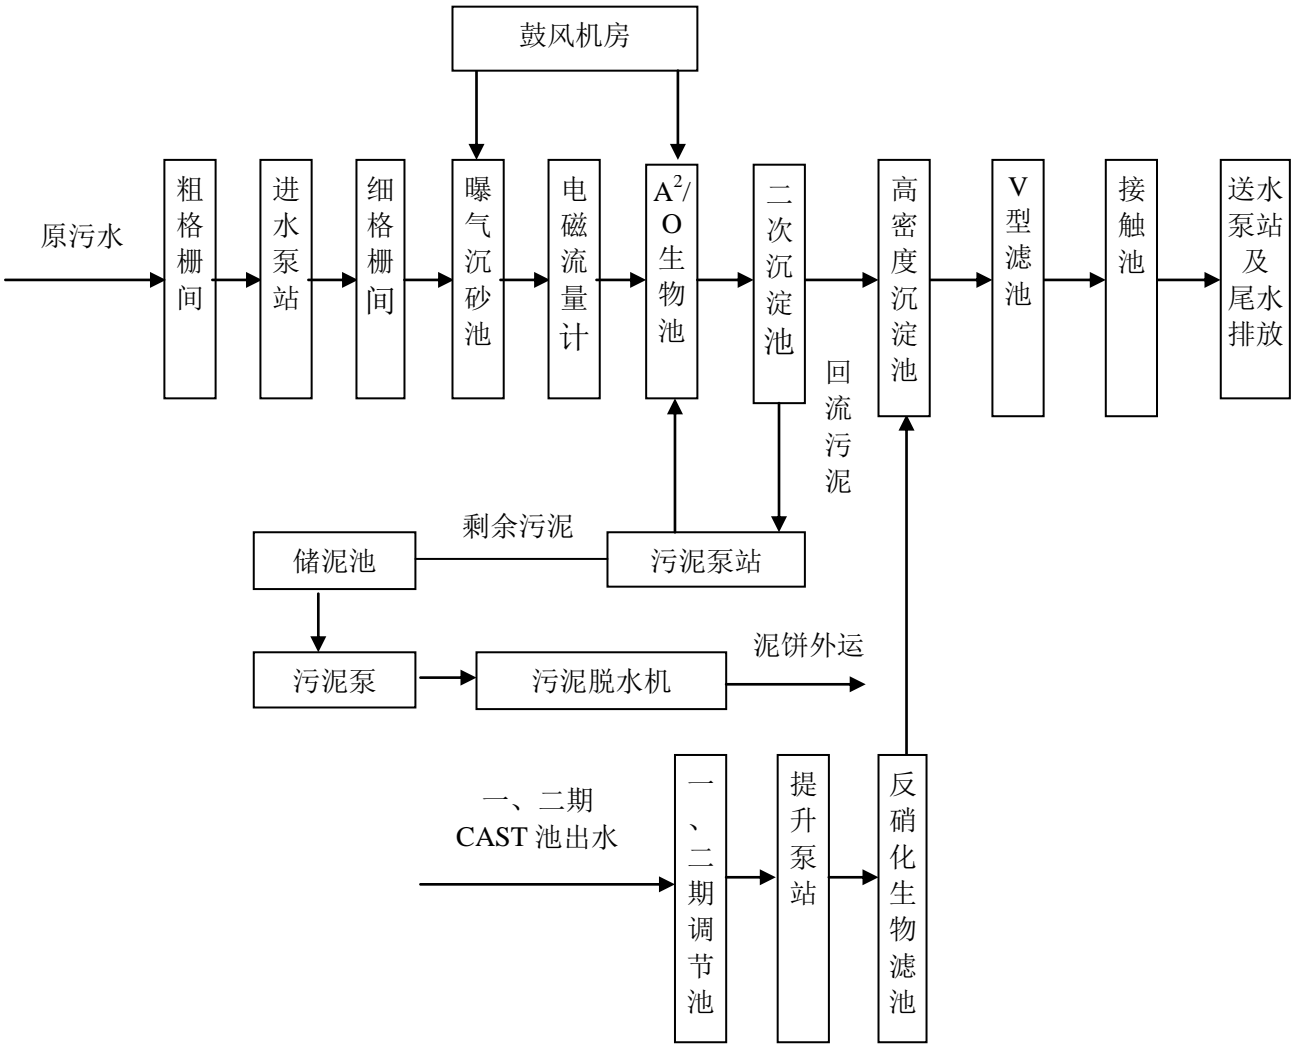 鼓风机房
原污水
粗格栅间
进水泵站
细格栅间
曝气沉砂池
电磁流量计
A²/O生物池
二次沉淀池
高密度沉淀池
V型滤池
接触池
送水
泵站
及
尾水
排放
回流污泥
剩余污泥
储泥池
污泥泵站
泥饼外运
污泥泵
污泥脱水机
一、二期
CAST 池出水
一、二期调节池
提升泵站
反硝化生物滤池